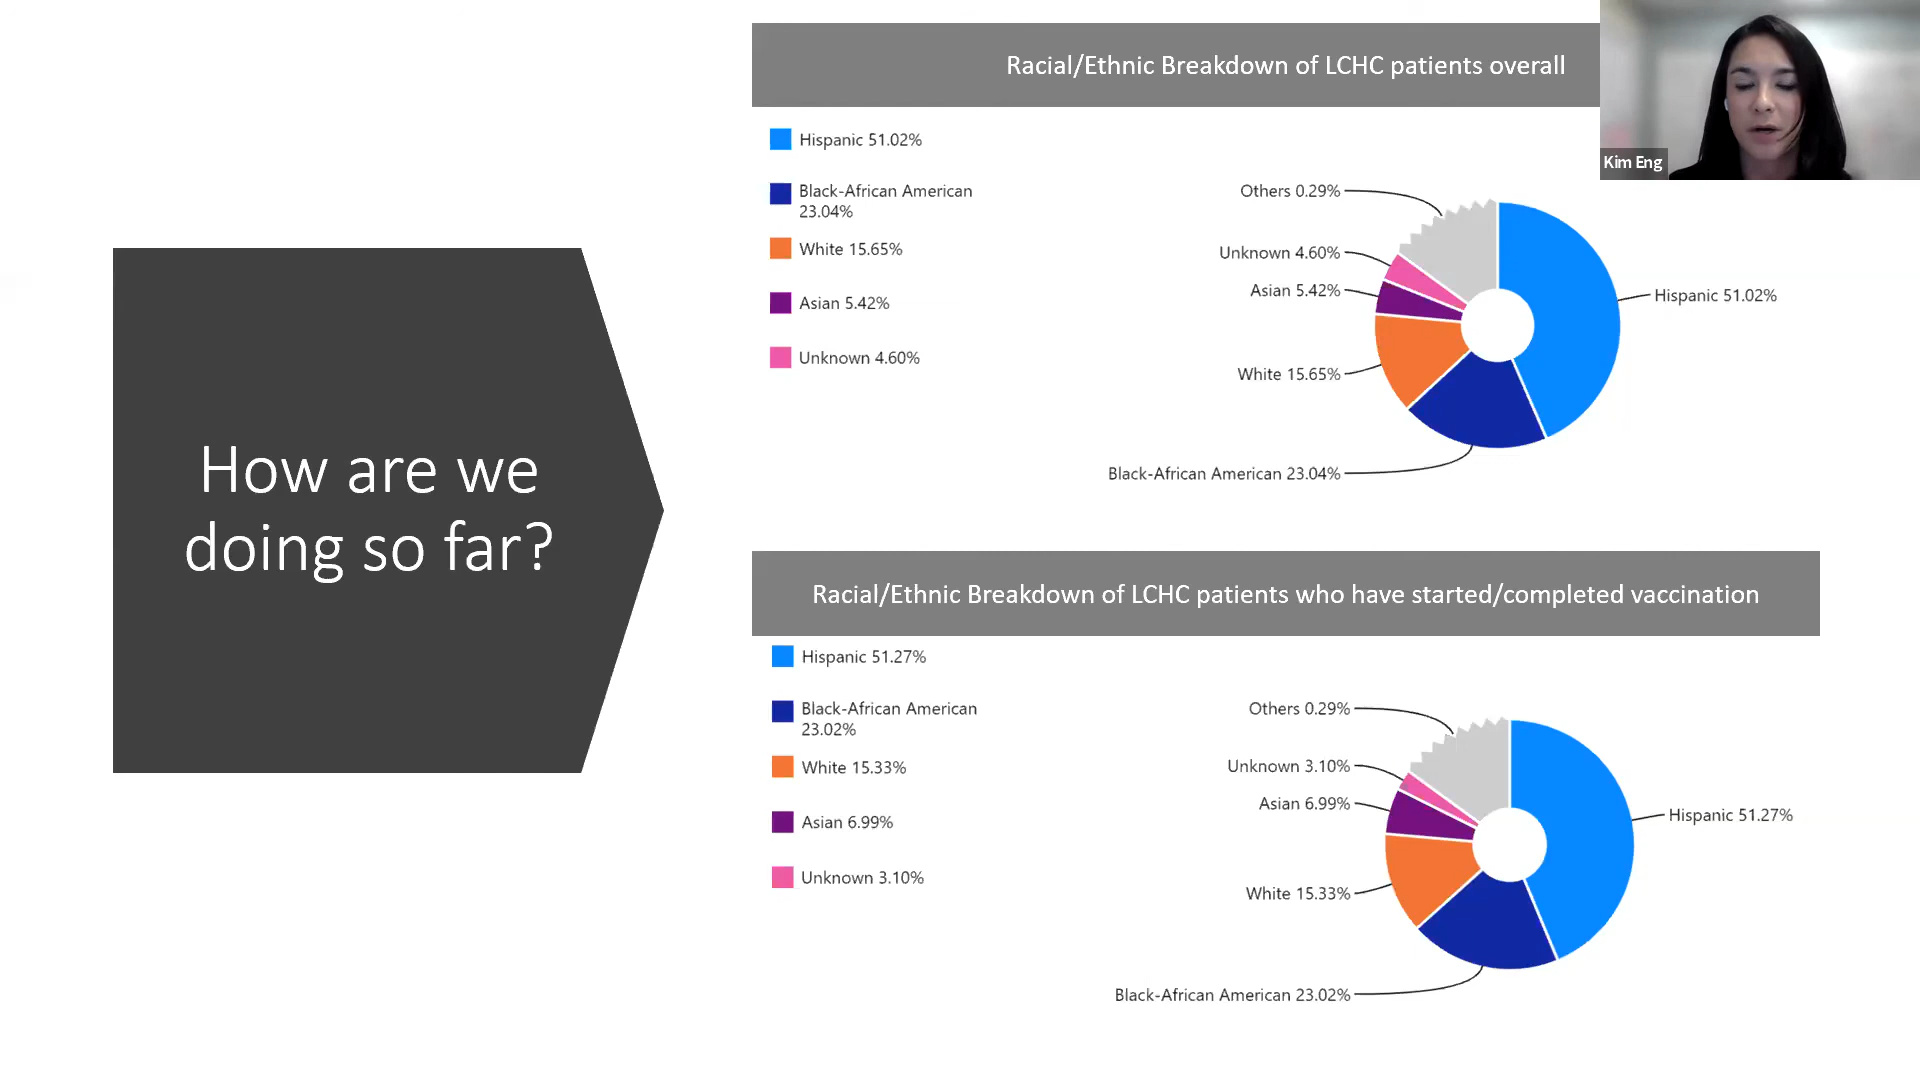 How are we
doing so far?
Racial/Ethnic Breakdown of LCHC patients overall
Hispanic 51.02%
Black-African American
23.04%
White 15.65%
Asian 5.42%
Unknown 4.60%
Others 0.29%
Unknown 4.60%
Asian 5.42%
White 15.65%
Black-African American 23.04%
Hispanic 51.02%
Kim Eng
Racial/Ethnic Breakdown of LCHC patients who have started/completed vaccination
Hispanic 51.27%
Black-African American
23.02%
White 15.33%
Asian 6.99%
Unknown 3.10%
Others 0.29%
Unknown 3.10%
Asian 6.99%
White 15.33%
Black-African American 23.02%
Hispanic 51.27%